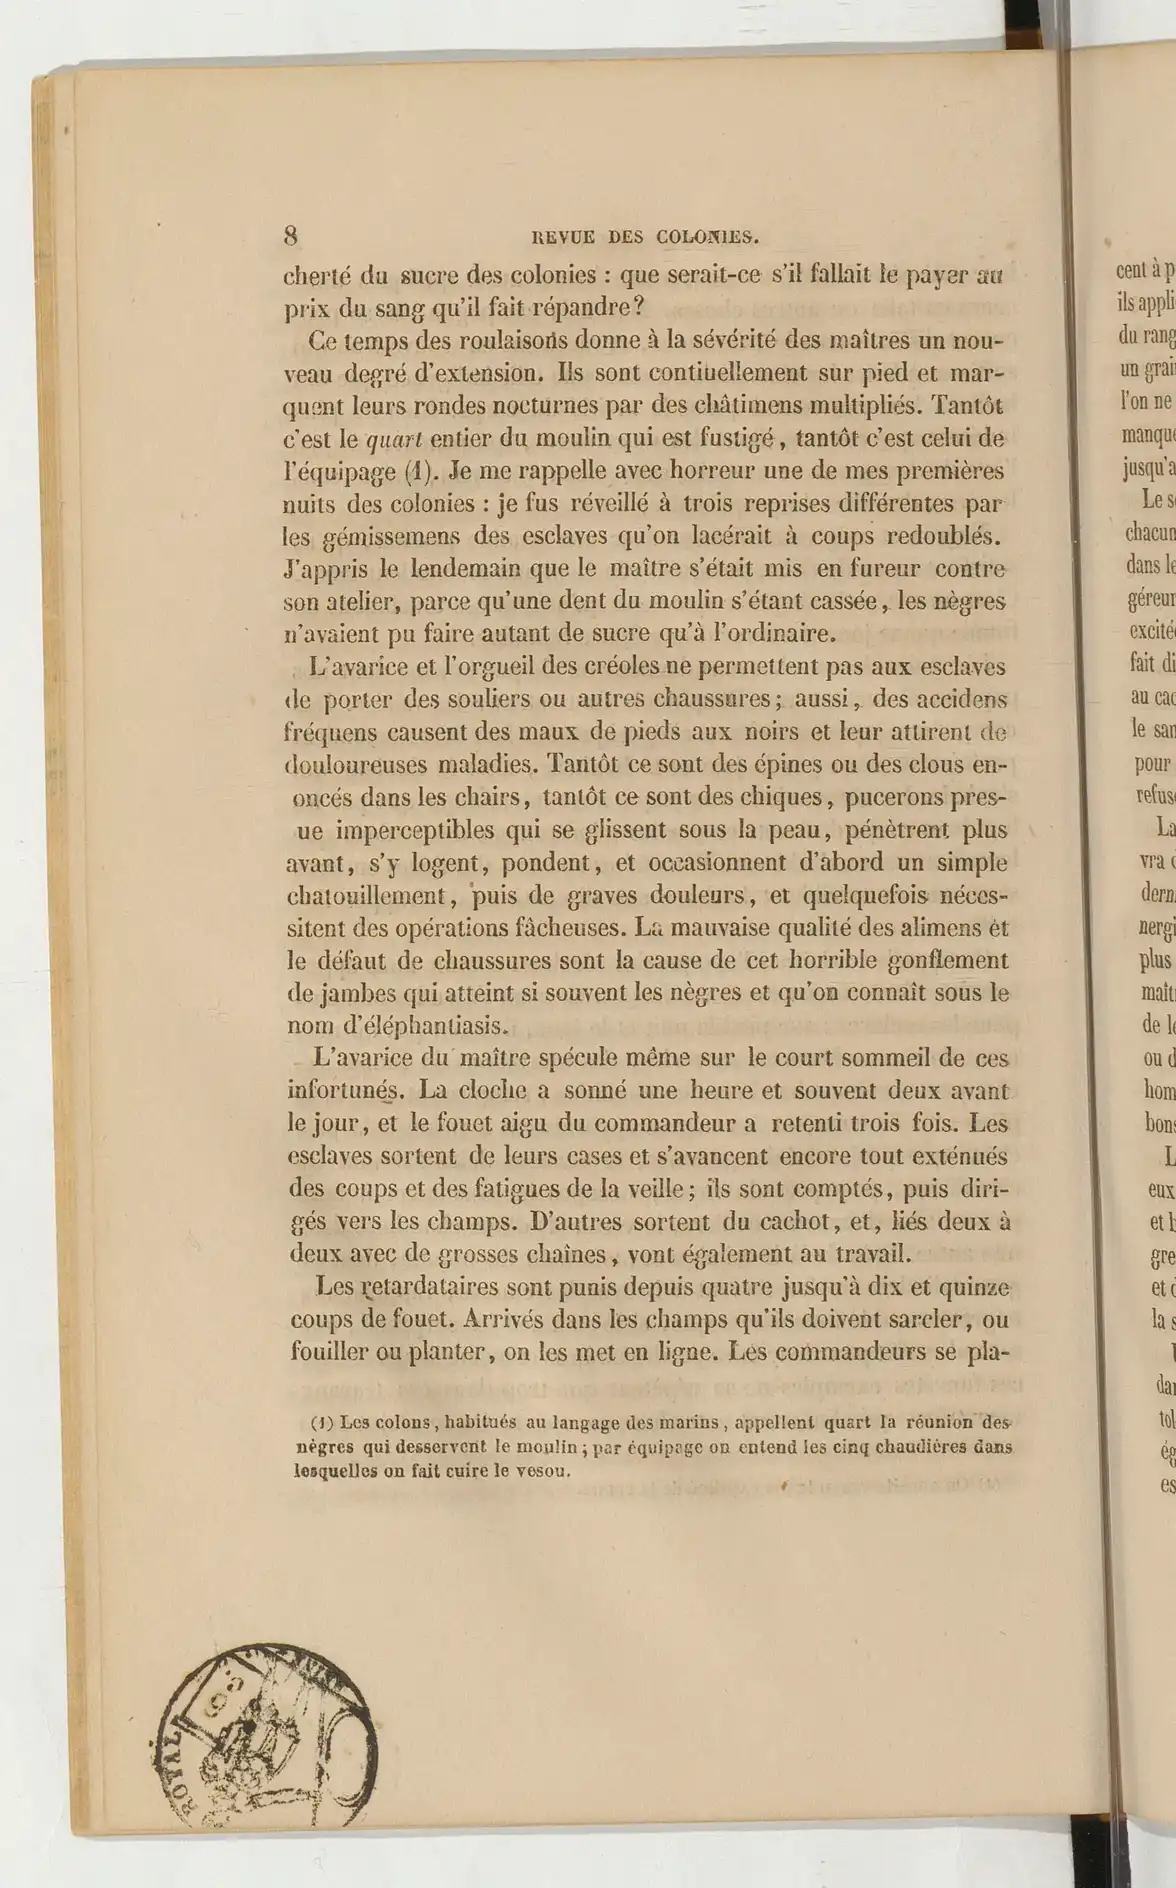 8 REVUE DES COLONIES.
cherté du sucre des colonies : que serait-ce s'il fallait le payer au
prix du sang qu'il fait répandre?
Ce temps des roulaisons donne à la sévérité des maîtres un nou-
veau degré d'extension. Ils sont continuellement sur pied et mar-
quent leurs rondes nocturnes par des châtimens multipliés. Tantôt
c'est le quart entier du moulin qui est fustigé, tantôt c'est celui de
l'équipage (1). Je me rappelle avec horreur une de mes premières
nuits des colonies : je fus réveillé à trois reprises différentes par
les gémissemens des esclaves qu'on lacérait à coups redoublés.
J'appris le lendemain que le maître s'était mis en fureur contre
son atelier, parce qu'une dent du moulin s'étant cassée, les nègres
n'avaient pu faire autant de sucre qu'à l'ordinaire.
L'avarice et l'orgueil des créoles ne permettent pas aux esclaves
de porter des souliers ou autres chaussures; aussi, des accidens
fréquens causent des maux de pieds aux noirs et leur attirent de
douloureuses maladies. Tantôt ce sont des épines ou des clous en-
oncés dans les chairs, tantôt ce sont des chiques, pucerons pres-
ue imperceptibles qui se glissent sous la peau, pénètrent plus
avant, s'y logent, pondent, et occasionnent d'abord un simple
chatouillement, puis de graves douleurs, et quelquefois néces-
sitent des opérations fâcheuses. La mauvaise qualité des alimens et
le défaut de chaussures sont la cause de cet horrible gonflement
de jambes qui atteint si souvent les nègres et qu'on connaît sous le
nom d'éléphantiasis.
L'avarice du maître spécule même sur le court sommeil de ces
infortunés. La cloche a sonné une heure et souvent deux avant
le jour, et le fouet aigu du commandeur a retenti trois fois. Les
esclaves sortent de leurs cases et s'avancent encore tout exténués
des coups et des fatigues de la veille; ils sont comptés, puis diri-
gés vers les champs. D'autres sortent du cachot, et, liés deux à
deux avec de grosses chaînes, vont également au travail.
Les retardataires sont punis depuis quatre jusqu'à dix et quinze
coups de fouet. Arrivés dans les champs qu'ils doivent sarcler, ou
fouiller ou planter, on les met en ligne. Les commandeurs se pla-
(1) Les colons, habitués au langage des marins, appellent quart la réunion des
nègres qui desservent le moulin; par équipage on entend les cinq chaudières dans
lesquelles on fait cuire le vesou.
ROYAL
cent à p
ils appli
du rang
un grai
l'on ne
manqu
jusqu'a
Le s
chacun
dans le
géreur
excité
fait di
au cac
le san
pour
refus
La
vra
dern
nergi
plus
maît
de l
ou d
hom
bon
L
eux
et
gre
et
la s
dan
tol
ég
es